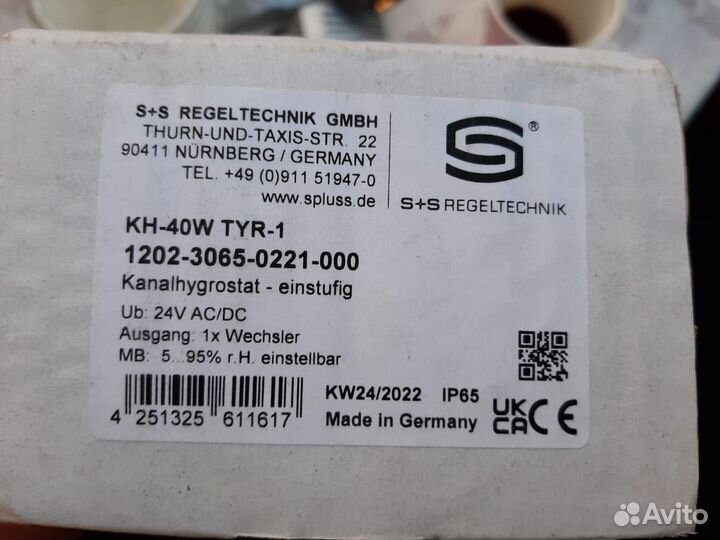 S+S REGELTECHNIK GMBH
THURN-UND-TAXIS-STR. 22
90411 NÜRNBERG / GERMANY
TEL. +49 (0)911 51947-0
www.spluss.de
®
S+S REGELTECHNIK
KH-40W TYR-1
1202-3065-0221-000
Kanalhygrostat - einstufig
Ub: 24V AC/DC
Ausgang: 1x Wechsler
MB: 5...95% r.H. einstellbar
4 251325 611617
KW24/2022 IP65
Made in Germany
UK CA CE
Avito